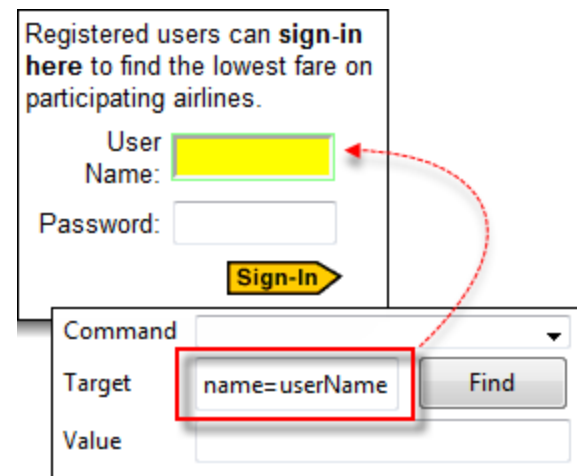 Registered users can sign-in
here to find the lowest fare on
participating airlines.
User
Name:
Password:
Sign-In
Command
Target name=userName Find
Value